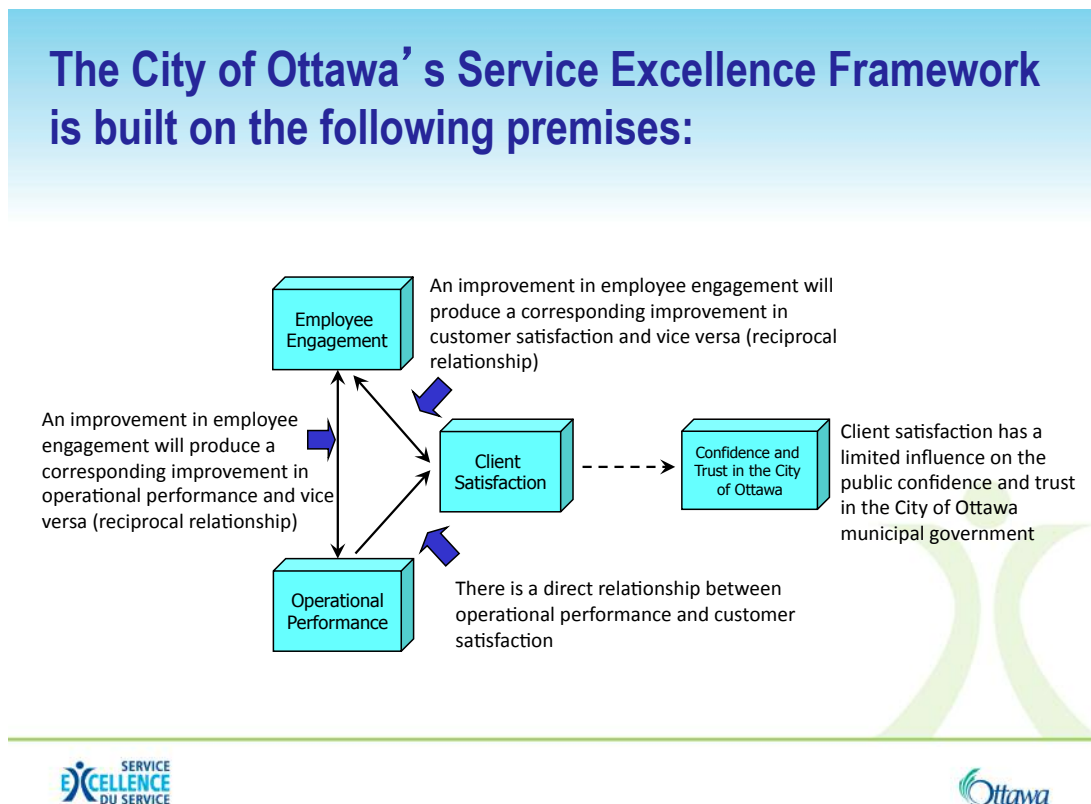 The City of Ottawa’ s Service Excellence Framework
is built on the following premises:
Employee
Engagement
An improvement in employee engagement will
produce a corresponding improvement in
customer satisfaction and vice versa (reciprocal
relationship)
An improvement in employee
engagement will produce a
corresponding improvement in
operational performance and vice
versa (reciprocal relationship)
Client
Satisfaction
Confidence and
Trust in the City
of Ottawa
Client satisfaction has a
limited influence on the
public confidence and trust
in the City of Ottawa
municipal government
Operational
Performance
There is a direct relationship between
operational performance and customer
satisfaction
SERVICE
EXCELLENCE
DU SERVICE
Ottawa